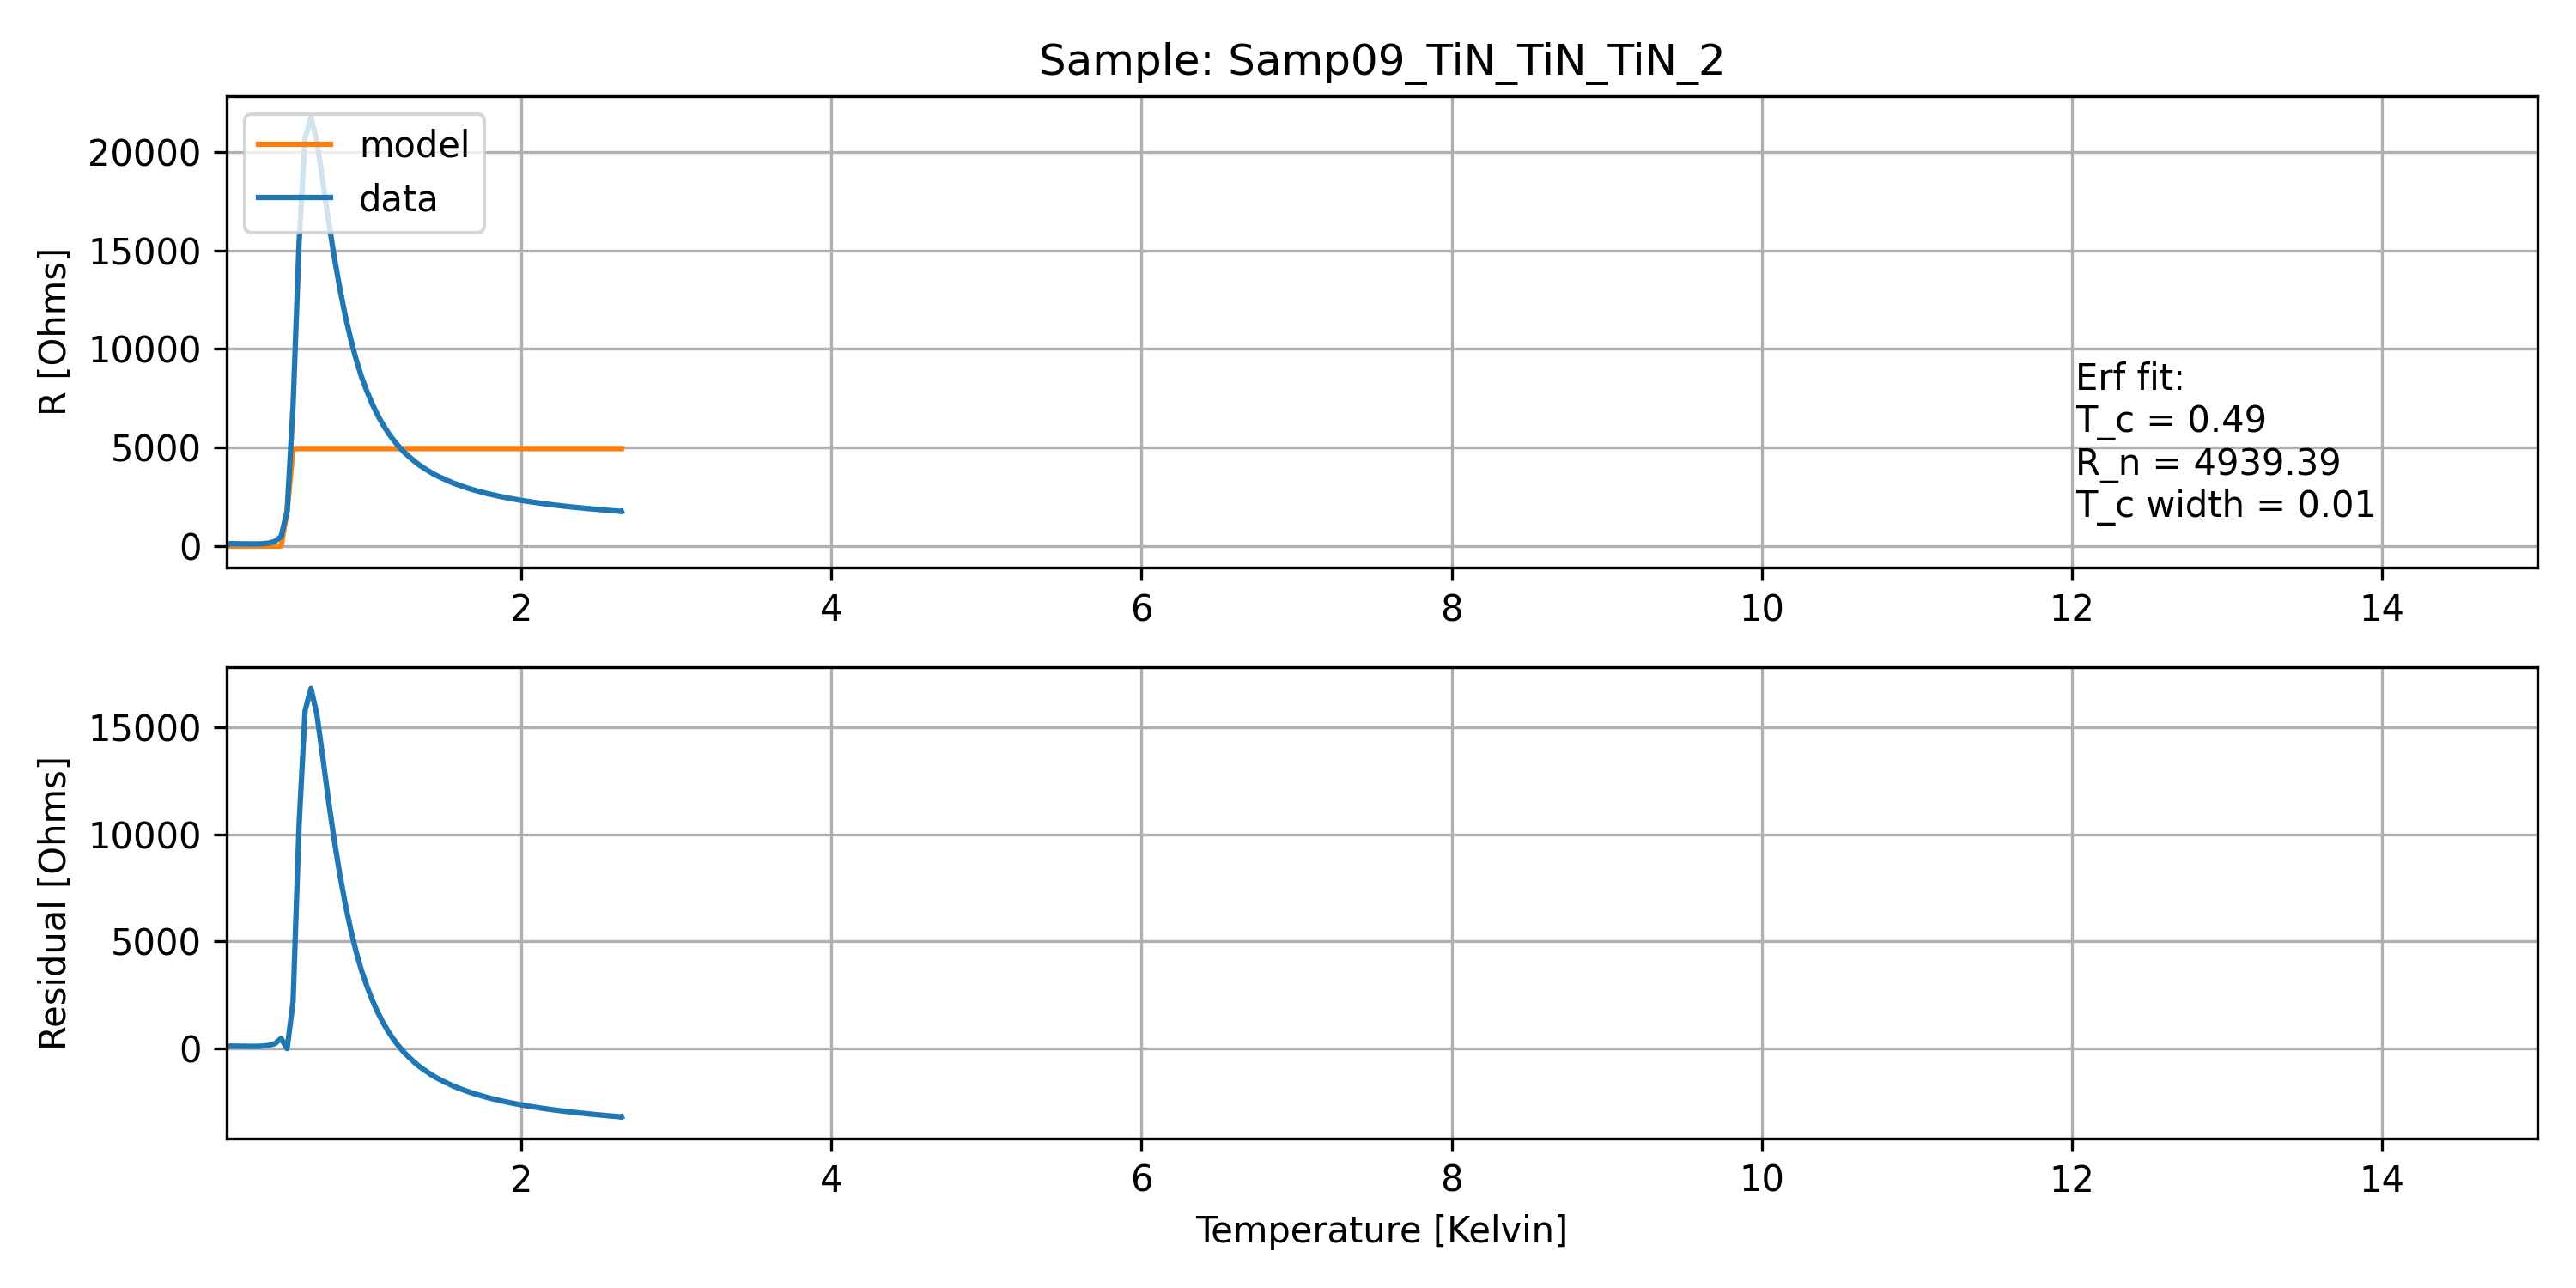 Sample: Samp09_TiN_TiN_TiN_2
R [Ohms]
20000
15000
10000
5000
0
model
data
Erf fit:
T_c = 0.49
R_n = 4939.39
T_c width = 0.01
2 4 6 8 10 12 14
Residual [Ohms]
15000
10000
5000
0
2 4 6 8 10 12 14
Temperature [Kelvin]